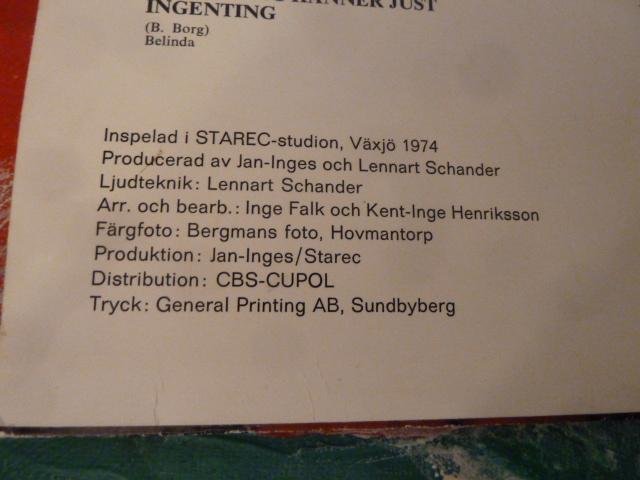 KÄNNER JUST
INGENTING
(B. Borg)
Belinda
Inspelad i STAREC-studion, Växjö 1974
Producerad av Jan-Inges och Lennart Schander
Ljudteknik: Lennart Schander
Arr. och bearb.: Inge Falk och Kent-Inge Henriksson
Färgfoto: Bergmans foto, Hovmantorp
Produktion: Jan-Inges/Starec
Distribution: CBS-CUPOL
Tryck: General Printing AB, Sundbyberg